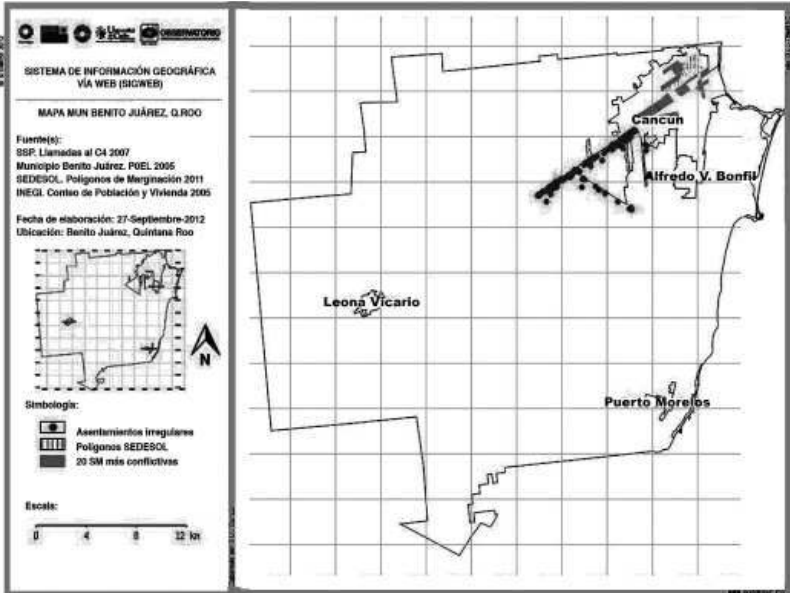 OBSERVATORIO
SISTEMA DE INFORMACIÓN GEOGRÁFICA
VÍA WEB (SIGWEB)
MAPA MUN BENITO JUÁREZ, Q.ROO
Fuente(s):
SSP. Llamadas al C4 2007
Municipio Benito Juárez. POEL 2005
SEDESOL. Polígonos de Marginación 2011
INEGI. Conteo de Población y Vivienda 2005
Fecha de elaboración: 27-Septiembre-2012
Ubicación: Benito Juárez, Quintana Roo
N
Simbología:
Asentamientos irregulares
Polígonos SEDESOL
20 SM más conflictivas
Escala:
0 4 8 12 km
Cancún
Alfredo V. Bonfil
Leona Vicario
Puerto Morelos